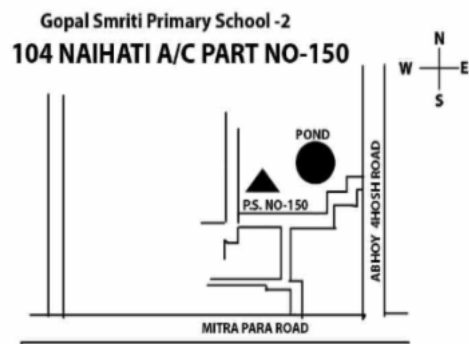 Gopal Smriti Primary School -2
104 NAIHATI A/C PART NO-150
N
W E
S
POND
P.S. NO-150
ABHOY 4HOSH ROAD
MITRA PARA ROAD